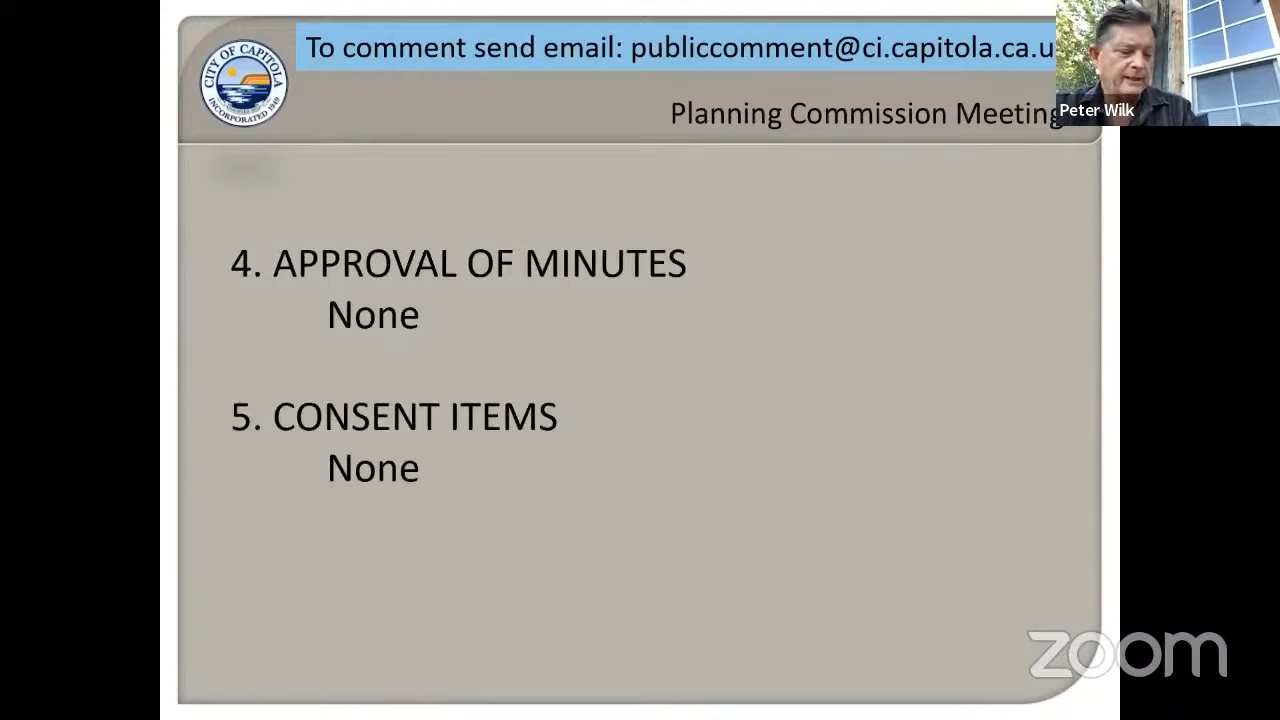 To comment send email: publiccomment@ci.capitola.ca.u
CITY OF CAPITOLA
INCORPORATED 1949
Planning Commission Meeting
Peter Wilk
4. APPROVAL OF MINUTES
None
5. CONSENT ITEMS
None
zoom